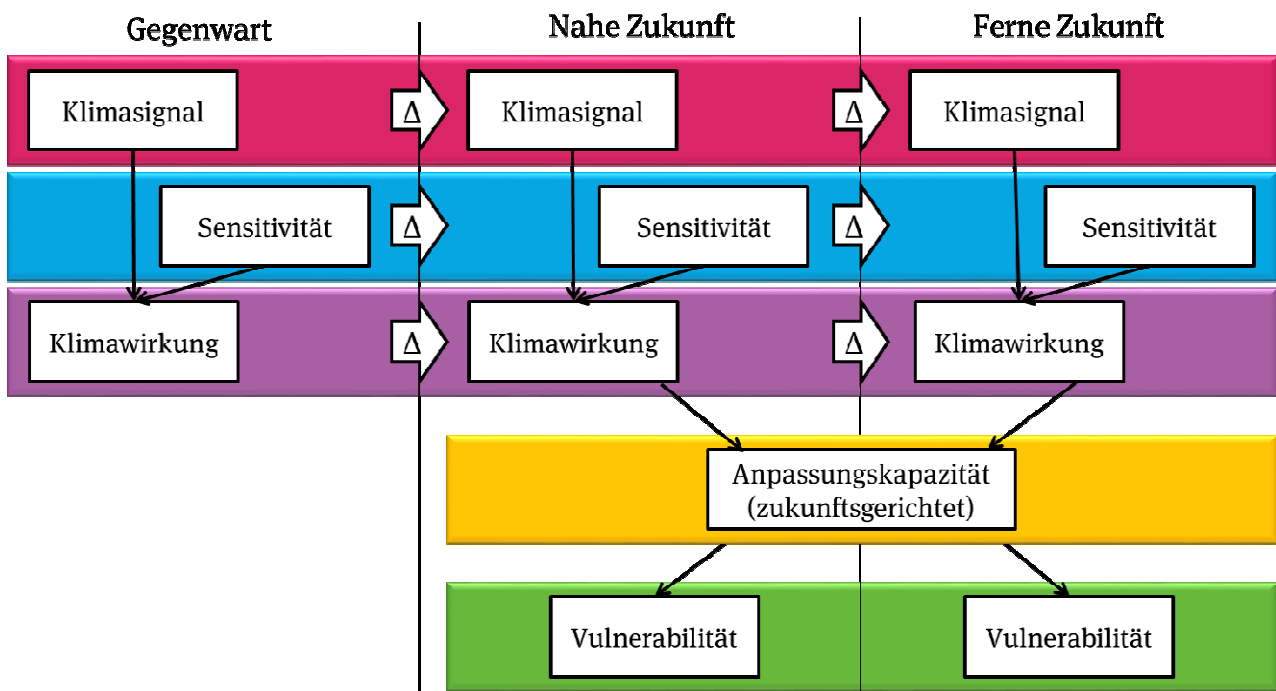 Gegenwart Nahe Zukunft Ferne Zukunft
Klimasignal Δ Klimasignal Δ Klimasignal
Sensitivität Δ Sensitivität Δ Sensitivität
Klimawirkung Δ Klimawirkung Δ Klimawirkung
Anpassungskapazität
(zukunftsgerichtet)
Vulnerabilität Vulnerabilität